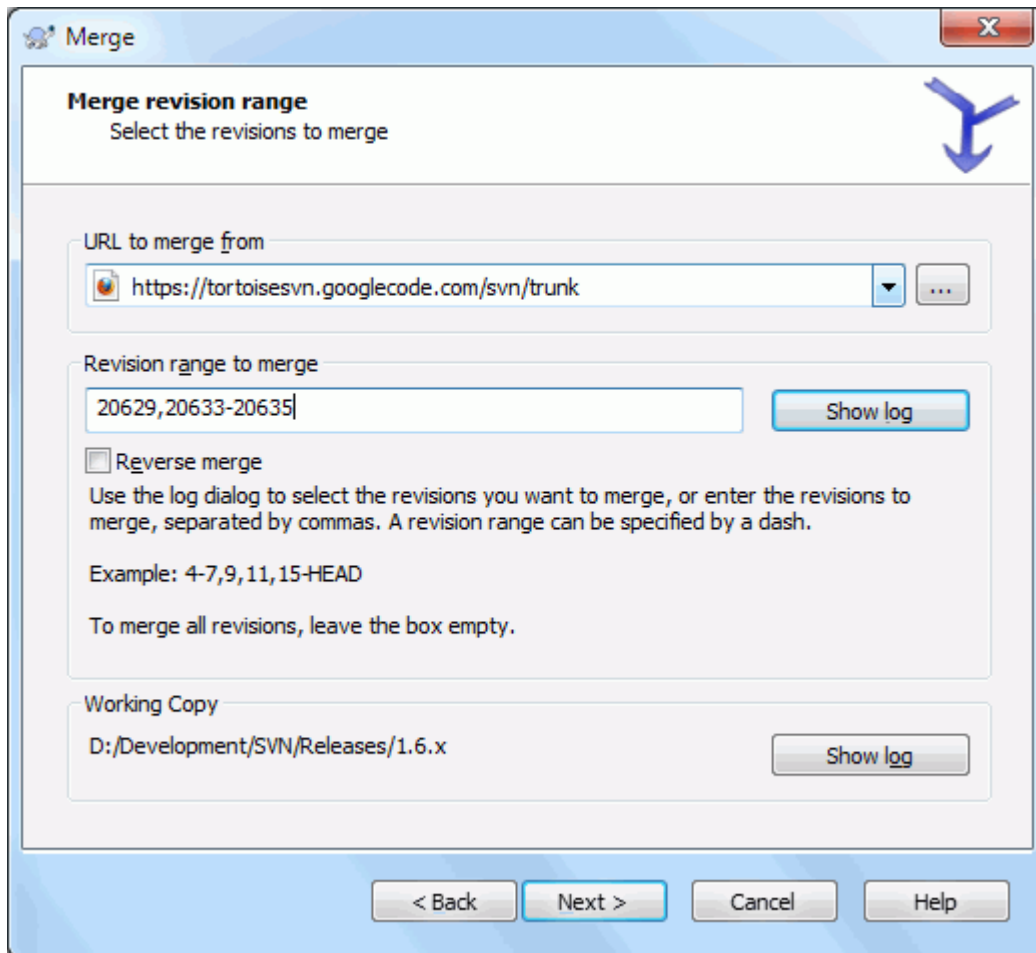 Merge
Merge revision range
Select the revisions to merge
URL to merge from
https://tortoisesvn.googlecode.com/svn/trunk
...
Revision range to merge
20629,20633-20635
Show log
Reverse merge
Use the log dialog to select the revisions you want to merge, or enter the revisions to
merge, separated by commas. A revision range can be specified by a dash.
Example: 4-7,9,11,15-HEAD
To merge all revisions, leave the box empty.
Working Copy
D:/Development/SVN/Releases/1.6.x
Show log
< Back
Next >
Cancel
Help